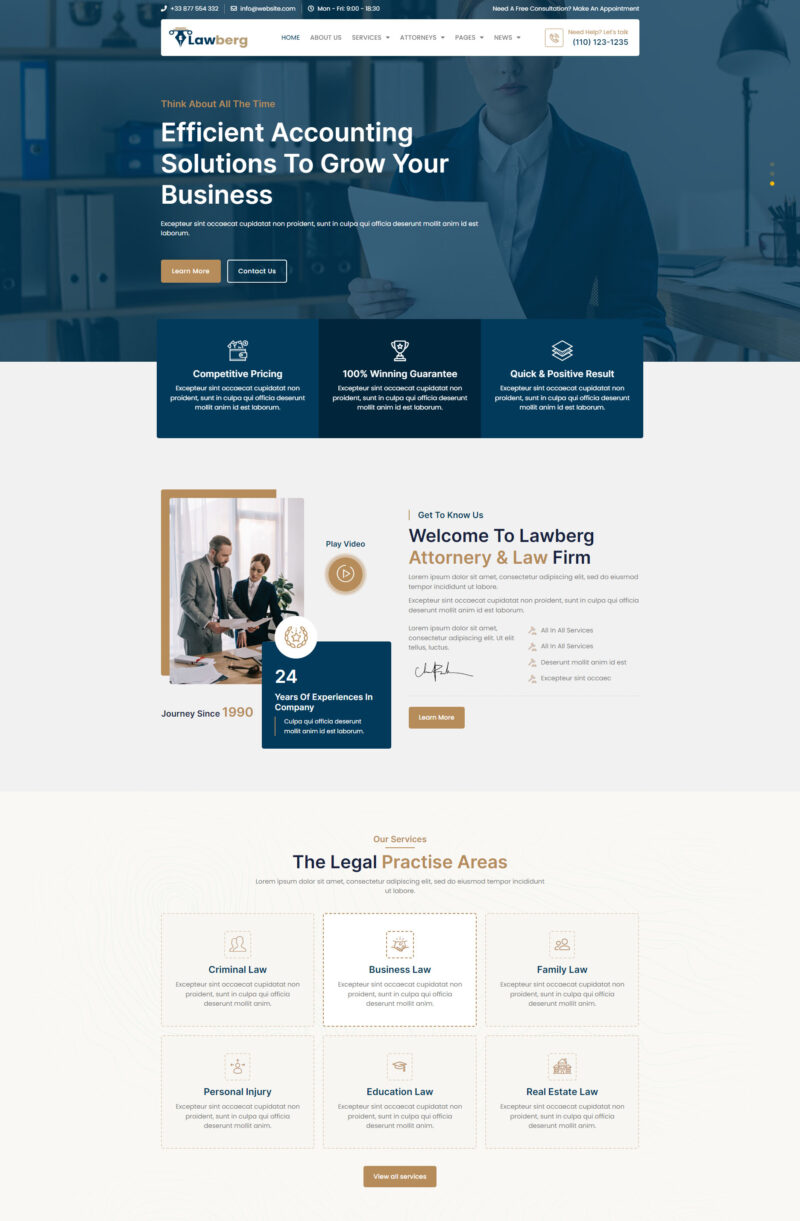 +33 877 554 332 info@website.com Mon - Fri: 9:00 - 18:30 Need A Free Consultation? Make An Appointment
Lawberg HOME ABOUT US SERVICES ATTORNEYS PAGES NEWS
Need Help? Let's talk
(110) 123-1235
Think About All The Time
Efficient Accounting
Solutions To Grow Your
Business
Excepteur sint occaecat cupidatat non proident, sunt in culpa qui officia deserunt mollit anim id est
laborum.
Learn More Contact Us
Competitive Pricing
Excepteur sint occaecat cupidatat non
proident, sunt in culpa qui officia deserunt
mollit anim id est laborum.
100% Winning Guarantee
Excepteur sint occaecat cupidatat non
proident, sunt in culpa qui officia deserunt
mollit anim id est laborum.
Quick & Positive Result
Excepteur sint occaecat cupidatat non
proident, sunt in culpa qui officia deserunt
mollit anim id est laborum.
Play Video
24
Years Of Experiences In
Company
Culpa qui officia deserunt
mollit anim id est laborum.
Journey Since 1990
Get To Know Us
Welcome To Lawberg
Attornery & Law Firm
Lorem ipsum dolor sit amet, consectetur adipiscing elit, sed do eiusmod
tempor incididunt ut labore.
Excepteur sint occaecat cupidatat non proident, sunt in culpa qui officia
deserunt mollit anim id est laborum.
Lorem ipsum dolor sit amet,
consectetur adipiscing elit. Ut elit
tellus, luctus.
All In All Services
All In All Services
Deserunt mollit anim id est
Excepteur sint occaec
Learn More
Our Services
The Legal Practise Areas
Lorem ipsum dolor sit amet, consectetur adipiscing elit, sed do eiusmod tempor incididunt
ut labore.
Criminal Law
Excepteur sint occaecat cupidatat non
proident, sunt in culpa qui officia
deserunt mollit anim.
Business Law
Excepteur sint occaecat cupidatat non
proident, sunt in culpa qui officia
deserunt mollit anim.
Family Law
Excepteur sint occaecat cupidatat non
proident, sunt in culpa qui officia
deserunt mollit anim.
Personal Injury
Excepteur sint occaecat cupidatat non
proident, sunt in culpa qui officia
deserunt mollit anim.
Education Law
Excepteur sint occaecat cupidatat non
proident, sunt in culpa qui officia
deserunt mollit anim.
Real Estate Law
Excepteur sint occaecat cupidatat non
proident, sunt in culpa qui officia
deserunt mollit anim.
View all services